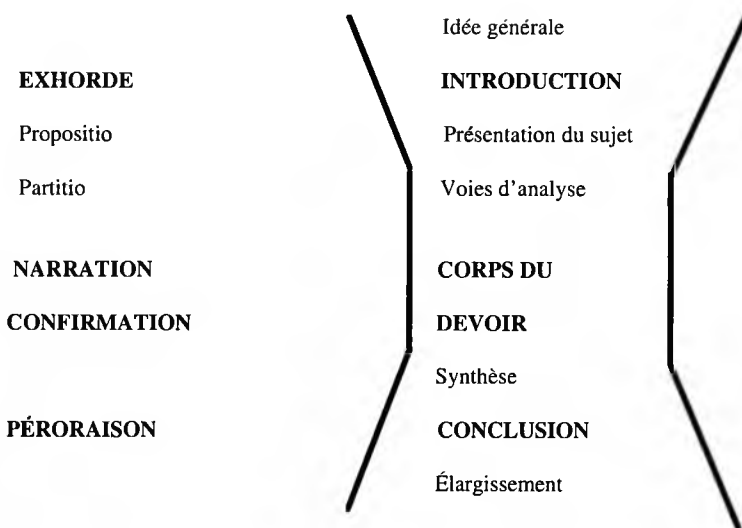 Idée générale
EXHORDE
INTRODUCTION
Propositio
Présentation du sujet
Partitio
Voies d'analyse
NARRATION
CORPS DU
CONFIRMATION
DEVOIR
Synthèse
PÉRORAISON
CONCLUSION
Élargissement